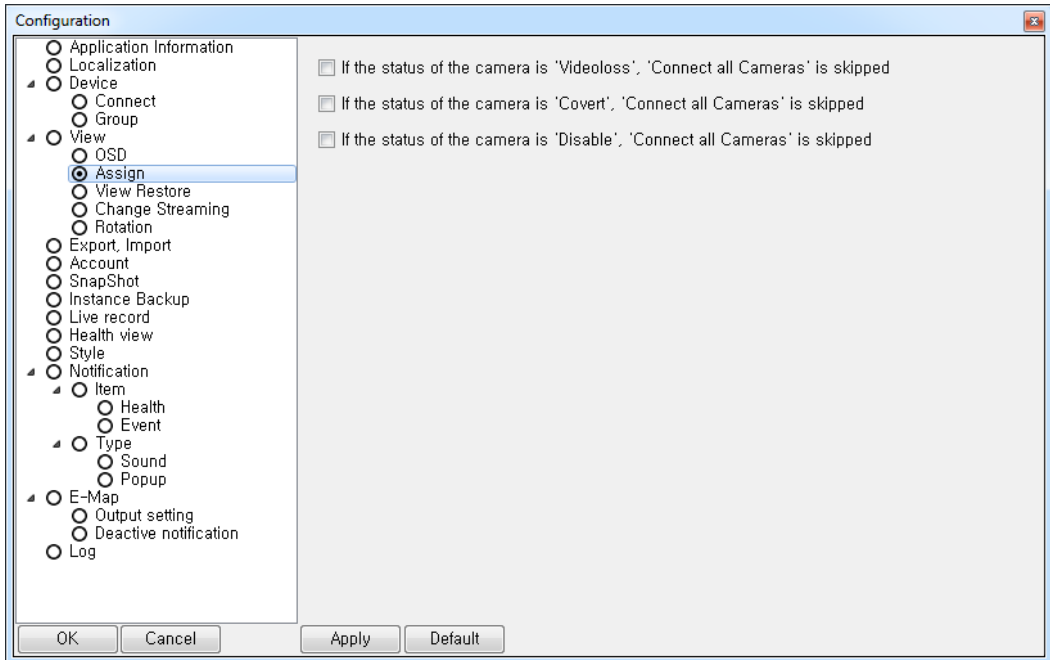 Configuration
Application Information
Localization
Device
Connect
Group
View
OSD
Assign
View Restore
Change Streaming
Rotation
Export, Import
Account
SnapShot
Instance Backup
Live record
Health view
Style
Notification
Item
Health
Event
Type
Sound
Popup
E-Map
Output setting
Deactive notification
Log
If the status of the camera is 'Videoloss', 'Connect all Cameras' is skipped
If the status of the camera is 'Covert', 'Connect all Cameras' is skipped
If the status of the camera is 'Disable', 'Connect all Cameras' is skipped
OK
Cancel
Apply
Default